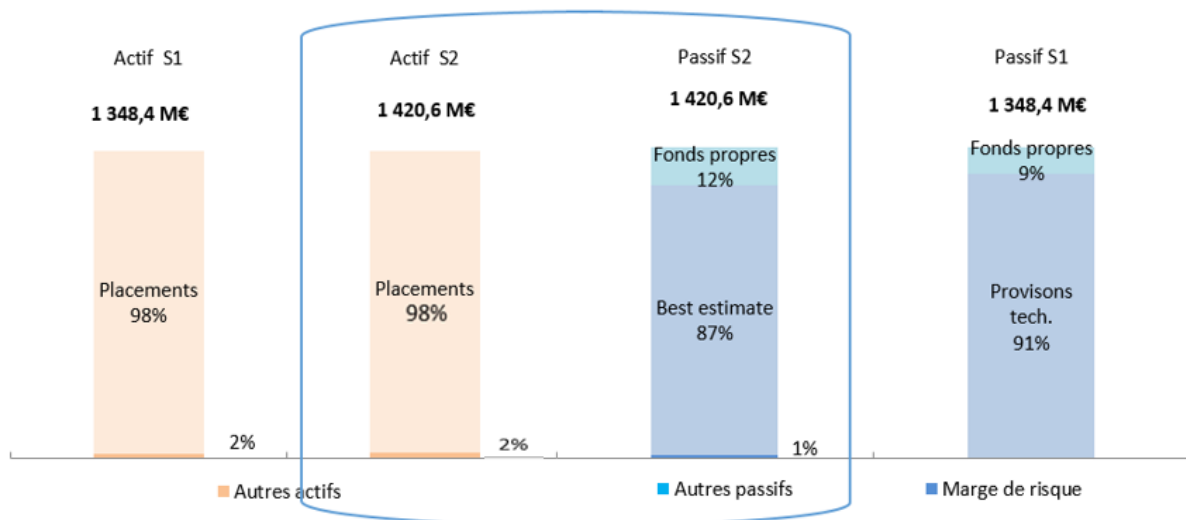 Actif S1
Actif S2
Passif S2
Passif S1
1 348,4 M€
1 420,6 M€
1 420,6 M€
1 348,4 M€
Fonds propres
12%
Fonds propres
9%
Placements
98%
Placements
98%
Best estimate
87%
Provisons
tech.
91%
2%
2%
1%
Autres actifs
Autres passifs
Marge de risque